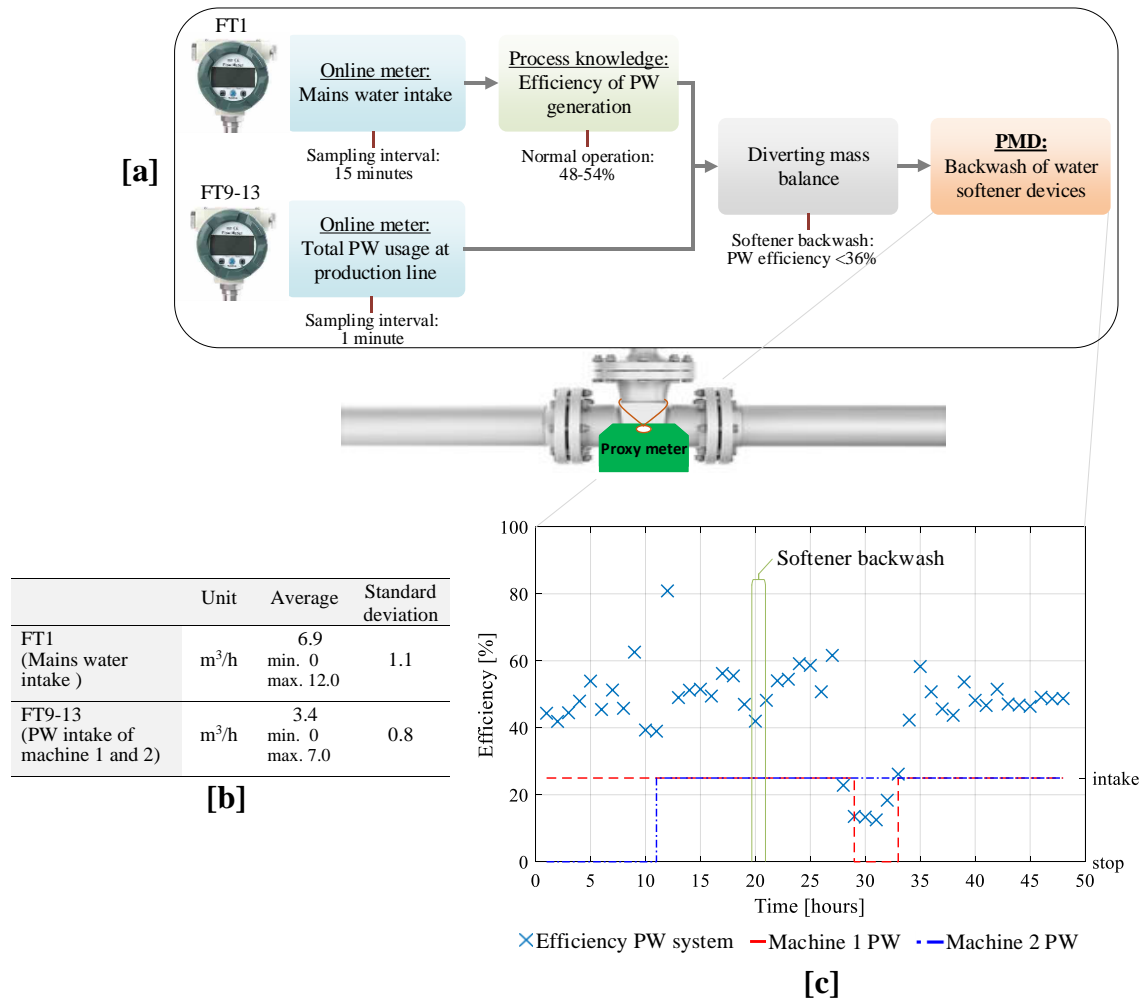 FT1
Online meter:
Mains water intake
Sampling interval:
15 minutes
Process knowledge:
Efficiency of PW
generation
Normal operation:
48-54%
[a]
FT9-13
Online meter:
Total PW usage at
production line
Sampling interval:
1 minute
Diverting mass
balance
Softener backwash:
PW efficiency <36%
PMD:
Backwash of water
softener devices
Proxy meter
Unit Average Standard
deviation
FT1
(Mains water
intake )
m³/h
6.9
min. 0
max. 12.0
1.1
FT9-13
(PW intake of
machine 1 and 2)
m³/h
3.4
min. 0
max. 7.0
0.8
[b]
Efficiency [%]
100
80
60
40
20
0
Softener backwash
intake
stop
0 5 10 15 20 25 30 35 40 45 50
Time [hours]
Efficiency PW system Machine 1 PW Machine 2 PW
[c]